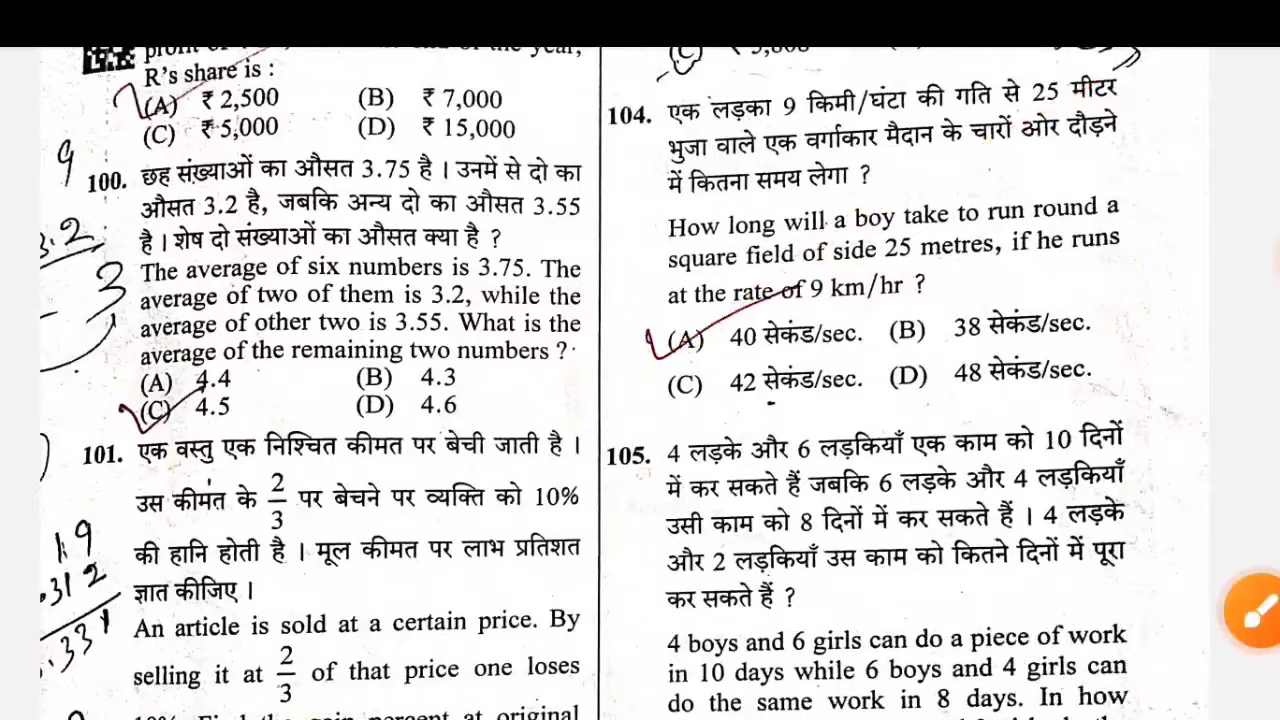 R's share is :
(A) ₹ 2,500 (B) ₹ 7,000
(C) ₹ 5,000 (D) ₹ 15,000
100. छह संख्याओं का औसत 3.75 है । उनमें से दो का
औसत 3.2 है, जबकि अन्य दो का औसत 3.55
है । शेष दो संख्याओं का औसत क्या है ?
The average of six numbers is 3.75. The
average of two of them is 3.2, while the
average of other two is 3.55. What is the
average of the remaining two numbers ?
(A) 4.4 (B) 4.3
(C) 4.5 (D) 4.6
101. एक वस्तु एक निश्चित कीमत पर बेची जाती है ।
उस कीमत के 2/3 पर बेचने पर व्यक्ति को 10%
की हानि होती है । मूल कीमत पर लाभ प्रतिशत
ज्ञात कीजिए ।
An article is sold at a certain price. By
selling it at 2/3 of that price one loses
9
3.2
3
1.9
.312
.331
104. एक लड़का 9 किमी/घंटा की गति से 25 मीटर
भुजा वाले एक वर्गाकार मैदान के चारों ओर दौड़ने
में कितना समय लेगा ?
How long will a boy take to run round a
square field of side 25 metres, if he runs
at the rate of 9 km/hr ?
(A) 40 सेकंड/sec. (B) 38 सेकंड/sec.
(C) 42 सेकंड/sec. (D) 48 सेकंड/sec.
105. 4 लड़के और 6 लड़कियाँ एक काम को 10 दिनों
में कर सकते हैं जबकि 6 लड़के और 4 लड़कियाँ
उसी काम को 8 दिनों में कर सकते हैं । 4 लड़के
और 2 लड़कियाँ उस काम को कितने दिनों में पूरा
कर सकते हैं ?
4 boys and 6 girls can do a piece of work
in 10 days while 6 boys and 4 girls can
do the same work in 8 days. In how